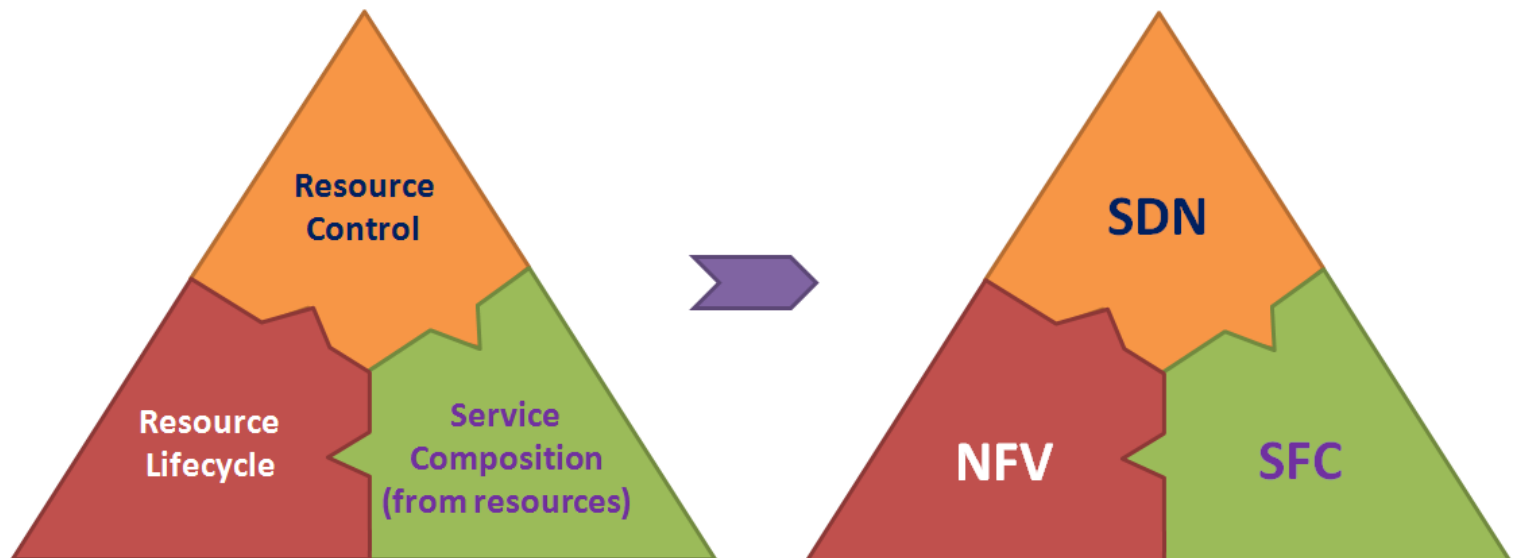 Resource
Control
Resource
Lifecycle
Service
Composition
(from resources)
SDN
NFV
SFC